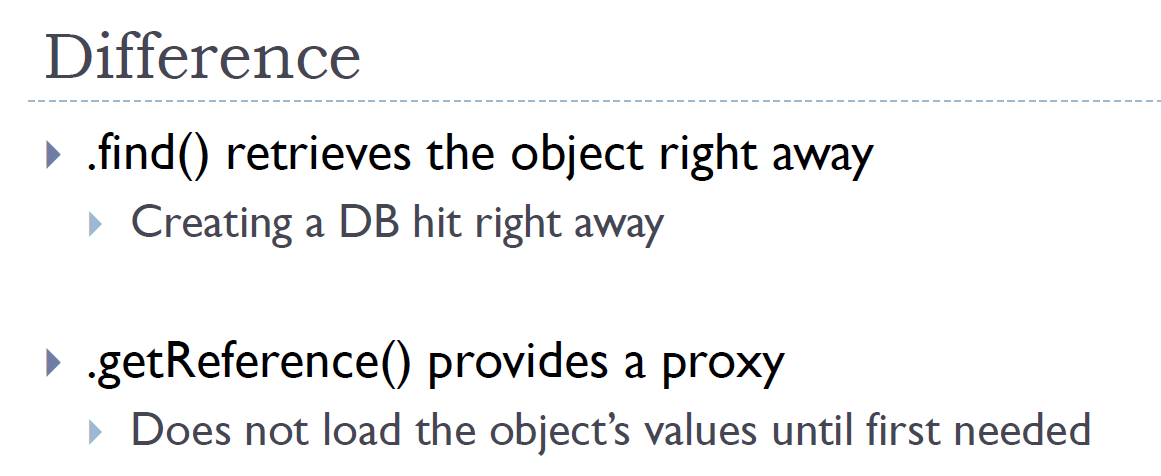 Difference
.find() retrieves the object right away
Creating a DB hit right away
.getReference() provides a proxy
Does not load the object’s values until first needed